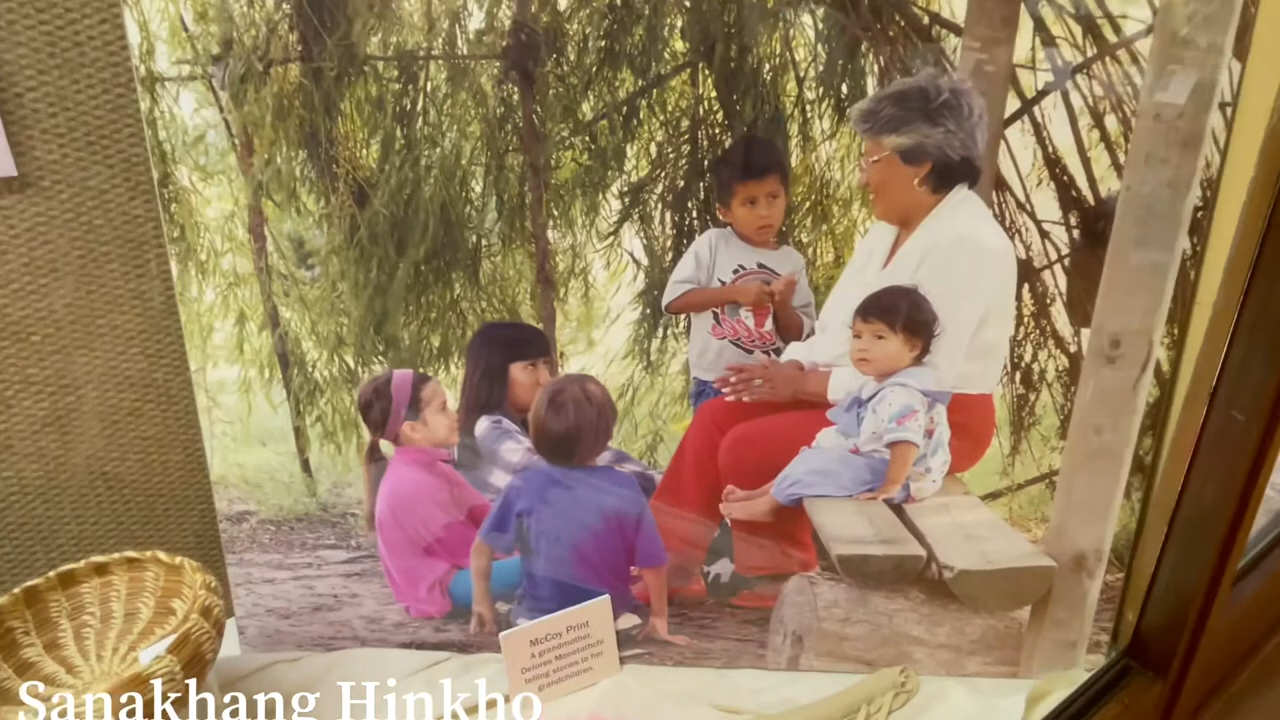 McCoy Print
A grandmother,
Delores Monetathchi
telling stories to her
grandchildren.
Sanakhang Hinkho